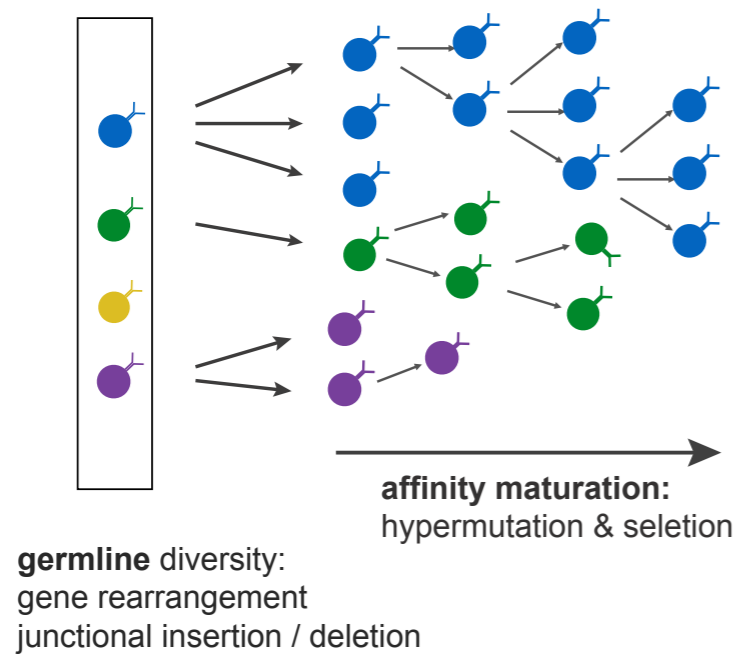 affinity maturation:
hypermutation & seletion
germline diversity:
gene rearrangement
junctional insertion / deletion